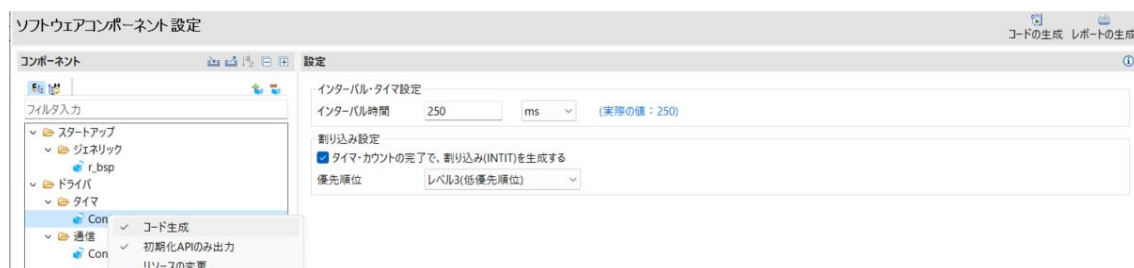 ソフトウェアコンポーネント設定
コードの生成 レポートの生成
コンポーネント
設定
フィルタ入力
スタートアップ
ジェネリック
r_bsp
ドライバ
タイマ
Con
通信
Con
コード生成
初期化APIのみ出力
リソースの変更
インターバル・タイマ設定
インターバル時間 250 ms (実際の値：250)
割り込み設定
タイマ・カウントの完了で、割り込み(INTIT)を生成する
優先順位 レベル3(低優先順位)